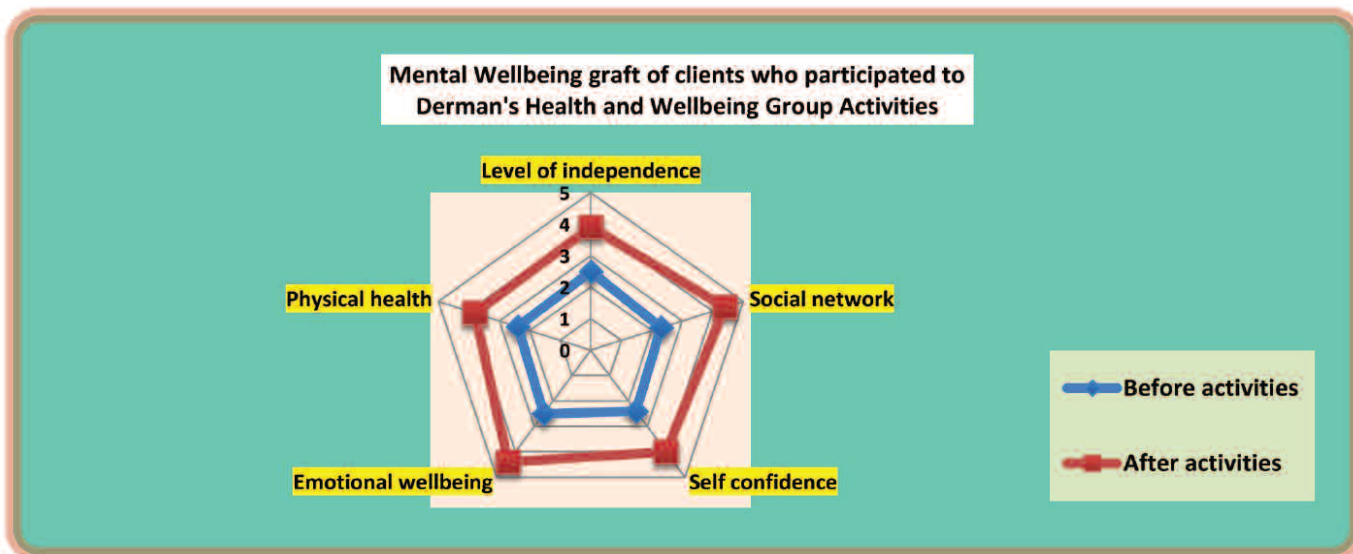 Mental Wellbeing graft of clients who participated to
Derman's Health and Wellbeing Group Activities
Level of independence
5
4
3
2
1
0
Physical health
Social network
Emotional wellbeing
Self confidence
Before activities
After activities